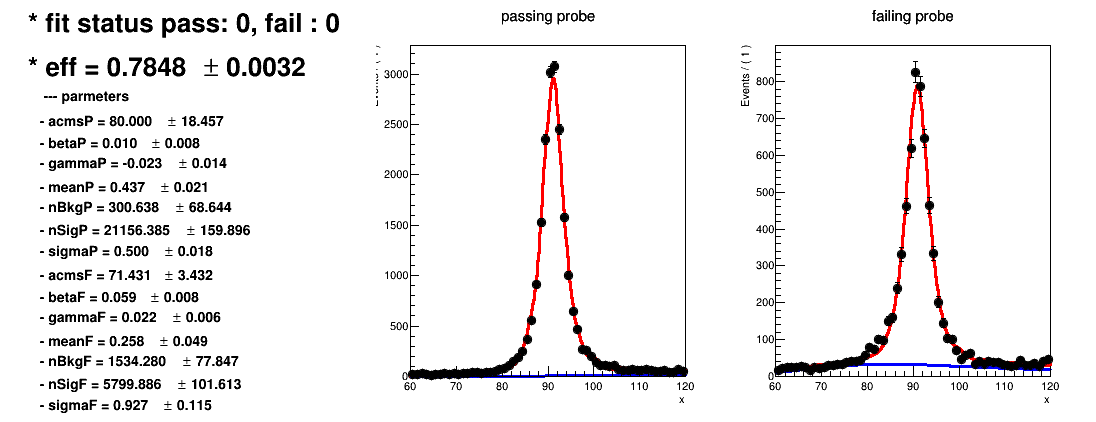 * fit status pass: 0, fail : 0
* eff = 0.7848 ± 0.0032
--- parmeters
- acmsP = 80.000 ± 18.457
- betaP = 0.010 ± 0.008
- gammaP = -0.023 ± 0.014
- meanP = 0.437 ± 0.021
- nBkgP = 300.638 ± 68.644
- nSigP = 21156.385 ± 159.896
- sigmaP = 0.500 ± 0.018
- acmsF = 71.431 ± 3.432
- betaF = 0.059 ± 0.008
- gammaF = 0.022 ± 0.006
- meanF = 0.258 ± 0.049
- nBkgF = 1534.280 ± 77.847
- nSigF = 5799.886 ± 101.613
- sigmaF = 0.927 ± 0.115
passing probe
3000
2500
2000
1500
1000
500
0
60 70 80 90 100 110 120
x
failing probe
Events / ( 1 )
800
700
600
500
400
300
200
100
0
60 70 80 90 100 110 120
x